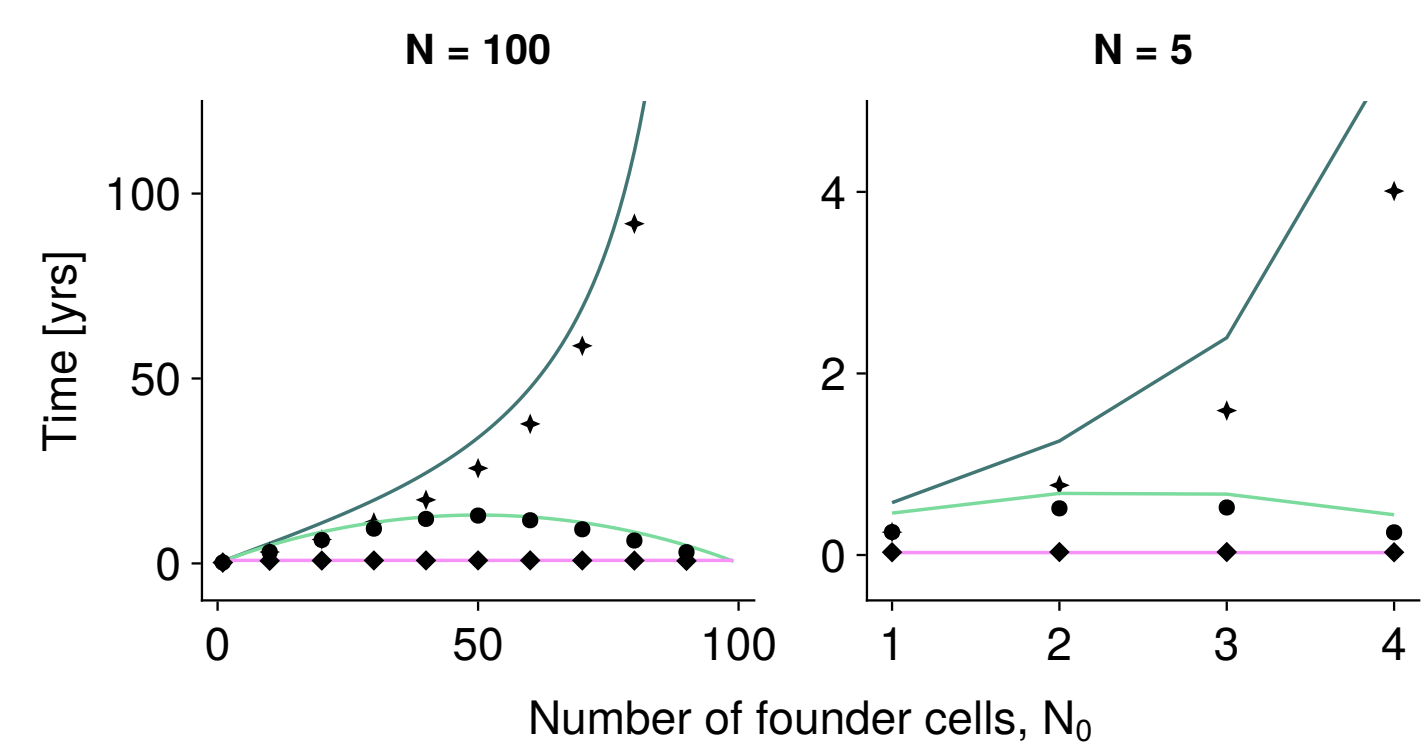 N = 100
N = 5
Time [yrs]
100
50
0
4
2
0
0 50 100
1 2 3 4
Number of founder cells, N₀